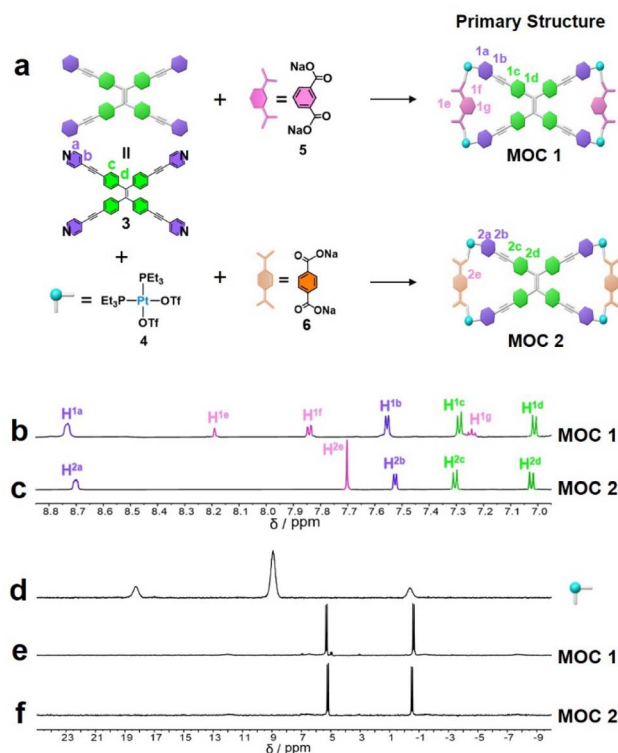 Primary Structure
a
1a
1b
1c
1d
1e
1f
1g
MOC 1
+
=
NaO
O
O
NaO
5
II
a
b
c
d
N
N
N
N
3
+
=
PEt₃
Et₃P-Pt-OTf
OTf
4
+
=
O
ONa
O
ONa
6
2a
2b
2c
2d
2e
MOC 2
b
H1a
H1e
H1f
H1b
H1c
H1g
H1d
MOC 1
c
H2a
H2e
H2b
H2c
H2d
MOC 2
8.8 8.7 8.6 8.5 8.4 8.3 8.2 8.1 8.0 7.9 7.8 7.7 7.6 7.5 7.4 7.3 7.2 7.1 7.0
δ / ppm
δ / ppm
d
e
MOC 1
f
MOC 2
23 21 19 17 15 13 11 9 7 5 3 1 -1 -3 -5 -7 -9
δ / ppm
δ / ppm